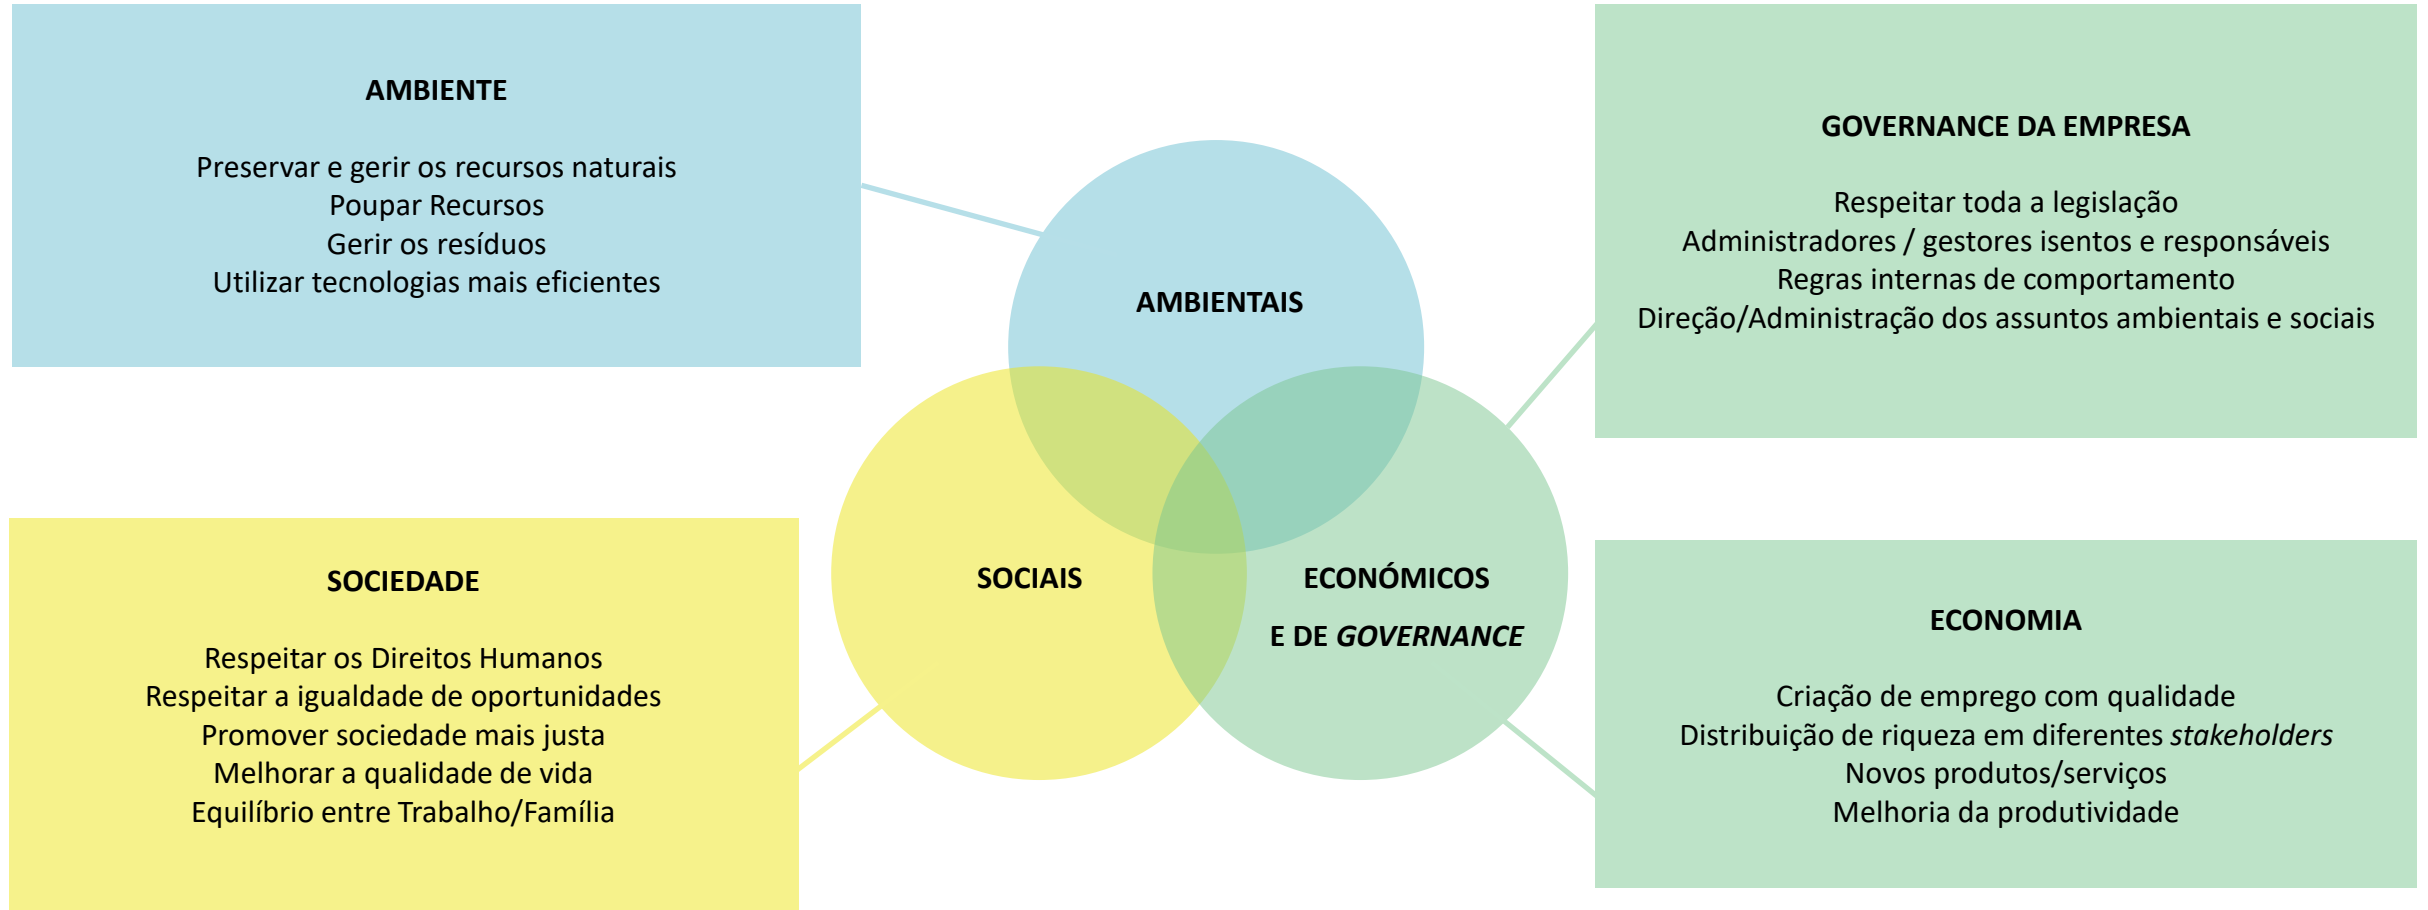 AMBIENTE
Preservar e gerir os recursos naturais
Poupar Recursos
Gerir os resíduos
Utilizar tecnologias mais eficientes
GOVERNANCE DA EMPRESA
Respeitar toda a legislação
Administradores / gestores isentos e responsáveis
Regras internas de comportamento
Direção/Administração dos assuntos ambientais e sociais
AMBIENTAIS
SOCIAIS
ECONÓMICOS
E DE GOVERNANCE
SOCIEDADE
Respeitar os Direitos Humanos
Respeitar a igualdade de oportunidades
Promover sociedade mais justa
Melhorar a qualidade de vida
Equilíbrio entre Trabalho/Família
ECONOMIA
Criação de emprego com qualidade
Distribuição de riqueza em diferentes stakeholders
Novos produtos/serviços
Melhoria da produtividade